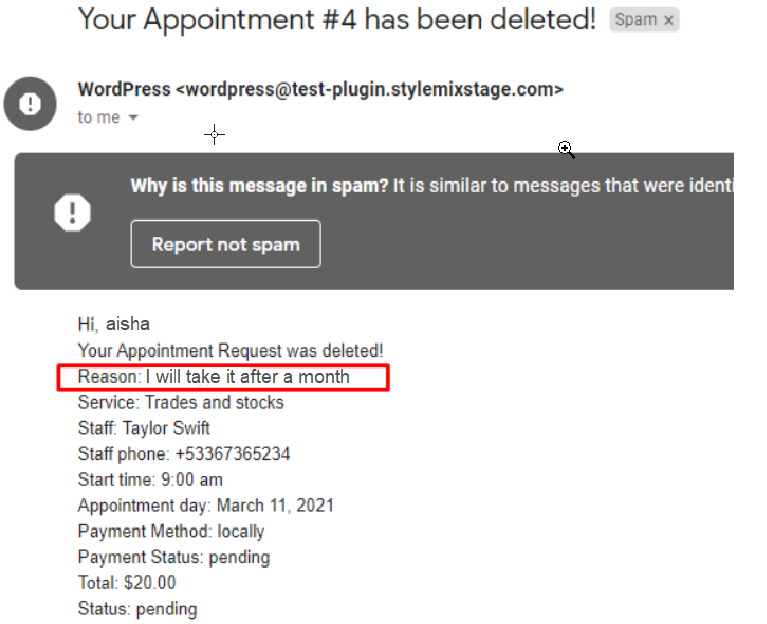 Your Appointment #4 has been deleted! Spam x
WordPress <wordpress@test-plugin.stylemixstage.com>
to me
Why is this message in spam? It is similar to messages that were identi
Report not spam
Hi, aisha
Your Appointment Request was deleted!
Reason: I will take it after a month
Service: Trades and stocks
Staff: Taylor Swift
Staff phone: +53367365234
Start time: 9:00 am
Appointment day: March 11, 2021
Payment Method: locally
Payment Status: pending
Total: $20.00
Status: pending